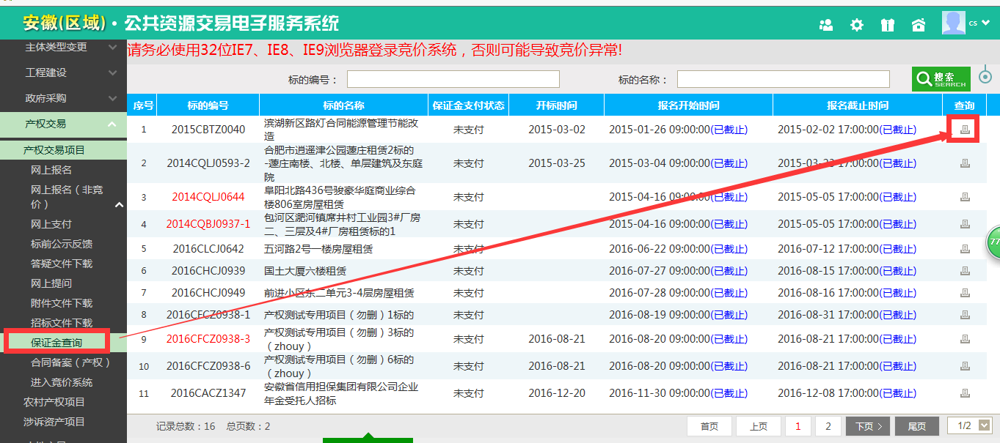 安徽(区域)·公共资源交易电子服务系统
cs
主体类型变更
工程建设
政府采购
产权交易
产权交易项目
网上报名
网上报名（非竞
价）
网上支付
标前公示反馈
答疑文件下载
网上提问
附件文件下载
招标文件下载
保证金查询
合同备案（产权）
进入竞价系统
农村产权项目
涉诉资产项目
请务必使用32位IE7、IE8、IE9浏览器登录竞价系统，否则可能导致竞价异常!
标的编号： 标的名称： 搜索 SEARCH
序号 标的编号 标的名称 保证金支付状态 开标时间 报名开始时间 报名截止时间 查询
1 2015CBTZ0040 滨湖新区路灯合同能源管理节能改
造 未支付 2015-03-02 2015-01-26 09:00:00(已截止) 2015-02-02 17:00:00(已截止)
2 2014CQLJ0593-2 合肥市逍遥津公园蘧庄租赁2标的
-蘧庄南楼、北楼、单层建筑及东庭
院 未支付 2015-03-25 2015-03-04 09:00:00(已截止) 2015-03-23 17:00:00(已截止)
3 2014CQLJ0644 阜阳北路436号骏豪华庭商业综合
楼806室房屋租赁 未支付 2015-04-16 09:00:00(已截止) 2015-05-05 17:00:00(已截止)
4 2014CQBJ0937-1 包河区淝河镇席井村工业园3#厂房
二、三层及4#厂房租赁标的1 未支付 2015-04-16 09:00:00(已截止) 2015-05-05 17:00:00(已截止)
5 2016CLCJ0642 五河路2号一楼房屋租赁 未支付 2016-06-22 09:00:00(已截止) 2016-07-12 17:00:00(已截止)
6 2016CHCJ0939 国土大厦六楼租赁 未支付 2016-07-27 09:00:00(已截止) 2016-08-15 17:00:00(已截止)
7 2016CHCJ0949 前进小区东二单元3-4层房屋租赁 未支付 2016-07-28 09:00:00(已截止) 2016-08-16 17:00:00(已截止)
8 2016CFCZ0938-1 产权测试专用项目（勿删）1标的 未支付 2016-08-19 09:00:00(已截止) 2016-08-31 17:00:00(已截止)
9 2016CFCZ0938-3 产权测试专用项目（勿删）3标的
（zhouy） 未支付 2016-08-21 2016-08-20 09:00:00(已截止) 2016-08-21 17:00:00(已截止)
10 2016CFCZ0938-6 产权测试专用项目（勿删）6标的
（zhouy） 未支付 2016-08-21 2016-08-20 09:00:00(已截止) 2016-08-21 17:00:00(已截止)
11 2016CACZ1347 安徽省信用担保集团有限公司企业
年金受托人招标 未支付 2016-12-20 2016-11-30 09:00:00(已截止) 2016-12-08 17:00:00(已截止)
77
记录总数：16 总页数：2 首页 上页 1 2 下页 尾页 1/2